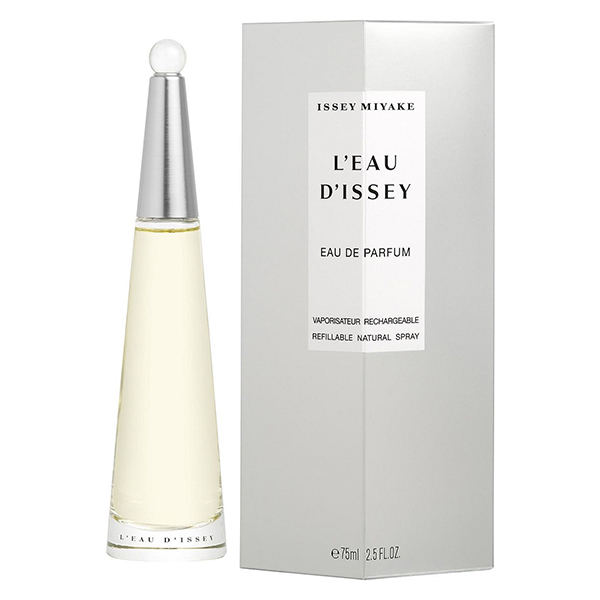 L'EAU D'ISSEY
ISSEY MIYAKE
L'EAU
D'ISSEY
EAU DE PARFUM
VAPORISATEUR RECHARGEABLE
REFILLABLE NATURAL SPRAY
℮75ml 2.5 FL.OZ.